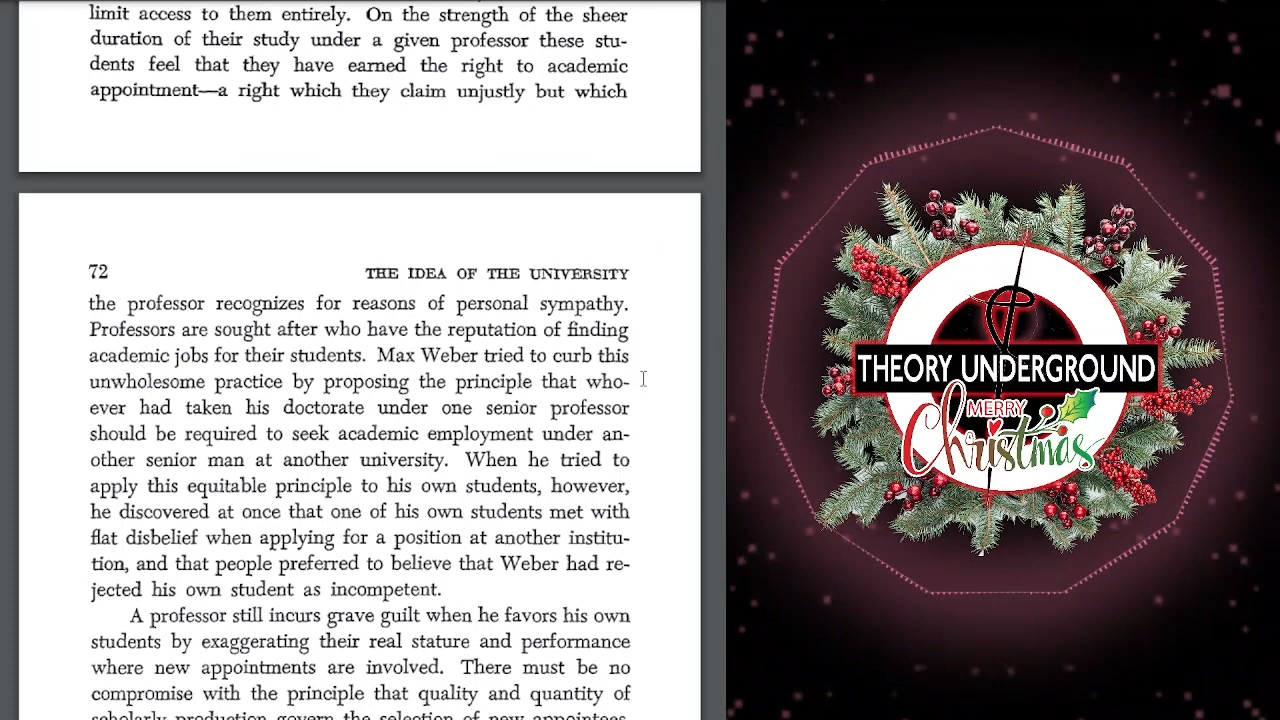 limit access to them entirely. On the strength of the sheer
duration of their study under a given professor these stu-
dents feel that they have earned the right to academic
appointment—a right which they claim unjustly but which
72 THE IDEA OF THE UNIVERSITY
the professor recognizes for reasons of personal sympathy.
Professors are sought after who have the reputation of finding
academic jobs for their students. Max Weber tried to curb this
unwholesome practice by proposing the principle that who-
ever had taken his doctorate under one senior professor
should be required to seek academic employment under an-
other senior man at another university. When he tried to
apply this equitable principle to his own students, however,
he discovered at once that one of his own students met with
flat disbelief when applying for a position at another institu-
tion, and that people preferred to believe that Weber had re-
jected his own student as incompetent.
A professor still incurs grave guilt when he favors his own
students by exaggerating their real stature and performance
where new appointments are involved. There must be no
compromise with the principle that quality and quantity of
scholarly production govern the selection of new appointees.
THEORY UNDERGROUND
MERRY
Christmas